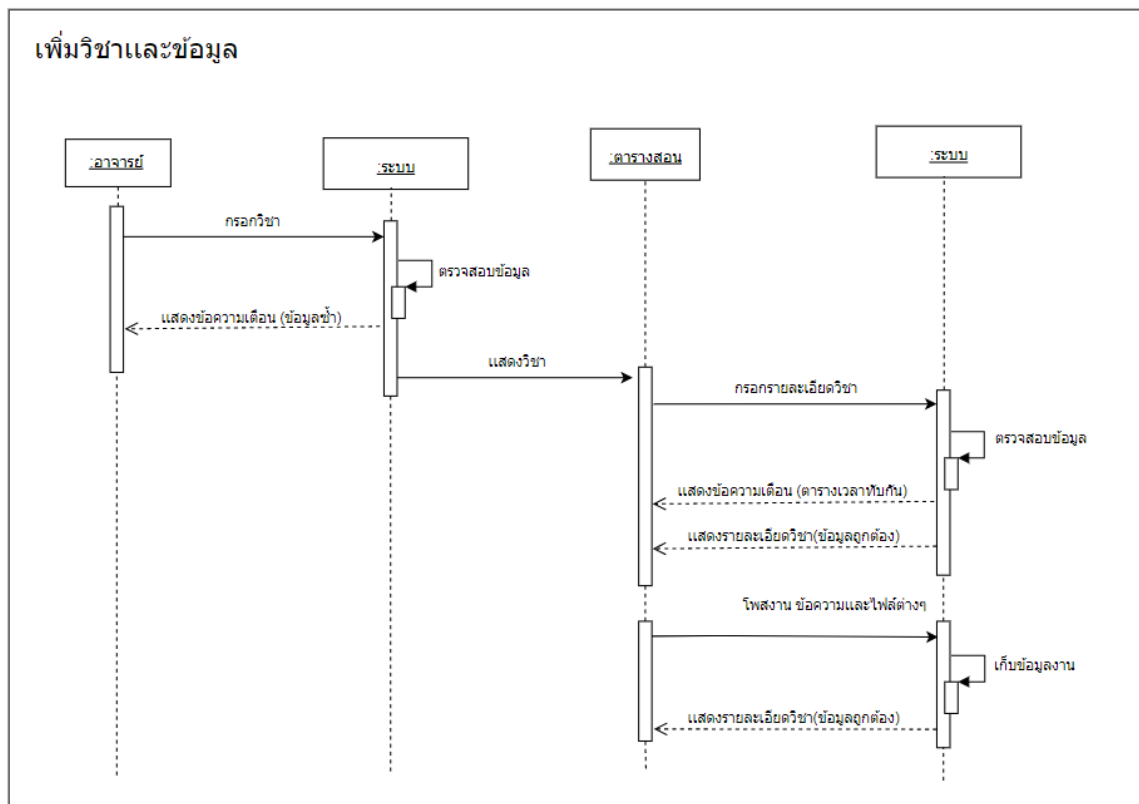 เพิ่มวิชาและข้อมูล
:อาจารย์
:ระบบ
:ตารางสอน
:ระบบ
กรอกวิชา
ตรวจสอบข้อมูล
แสดงข้อความเตือน (ข้อมูลซ้ำ)
แสดงวิชา
กรอกรายละเอียดวิชา
ตรวจสอบข้อมูล
แสดงข้อความเตือน (ตารางเวลาทับกัน)
แสดงรายละเอียดวิชา(ข้อมูลถูกต้อง)
โพสงาน ข้อความและไฟล์ต่างๆ
เก็บข้อมูลงาน
แสดงรายละเอียดวิชา(ข้อมูลถูกต้อง)